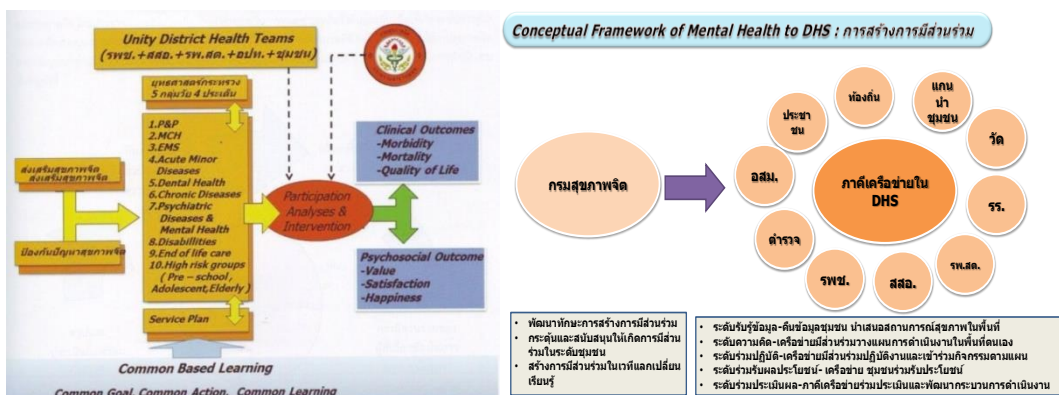 Unity District Health Teams
(รพช.+สสอ.+รพ.สต.+อปท.+ชุมชน)
ยุทธศาสตร์กระทรวง
5 กลุ่มวัย 4 ประเด็น
1.P&P
2.MCH
3.EMS
4.Acute Minor
Diseases
5.Dental Health
6.Chronic Diseases
7.Psychiatric
Diseases &
Mental Health
8.Disabillities
9.End of life care
10.High risk groups
( Pre – school ,
Adolescent,Elderly )
Service Plan
ส่งเสริมสุขภาพจิต
ส่งเสริมสุขภาพจิต
ป้องกันปัญหาสุขภาพจิต
Participation
Analyses &
Intervention
Clinical Outcomes
-Morbidity
-Mortality
-Quality of Life
Psychosocial Outcome
-Value
-Satisfaction
-Happiness
Common Based Learning
Common Goal, Common Action, Common Learning
Conceptual Framework of Mental Health to DHS : การสร้างการมีส่วนร่วม
กรมสุขภาพจิต
ภาคีเครือข่ายใน
DHS
ท้องถิ่น
แกน
นำ
ชุมชน
วัด
รร.
รพ.สต.
สสอ.
รพช.
ตำรวจ
อสม.
ประชา
ชน
• พัฒนาทักษะการสร้างการมีส่วนร่วม
• กระตุ้นและสนับสนุนให้เกิดการมีส่วน
ร่วมในระดับชุมชน
• สร้างการมีส่วนร่วมในเวทีแลกเปลี่ยน
เรียนรู้
• ระดับรับรู้ข้อมูล-คืนข้อมูลชุมชน นำเสนอสถานการณ์สุขภาพในพื้นที่
• ระดับความคิด-เครือข่ายมีส่วนร่วมวางแผนการดำเนินงานในพื้นที่ตนเอง
• ระดับร่วมปฏิบัติ-เครือข่ายมีส่วนร่วมปฏิบัติงานและเข้าร่วมกิจกรรมตามแผน
• ระดับร่วมรับผลประโยชน์- เครือข่าย ชุมชนร่วมรับประโยชน์
• ระดับร่วมประเมินผล-ภาคีเครือข่ายร่วมประเมินและพัฒนากระบวนการดำเนินงาน